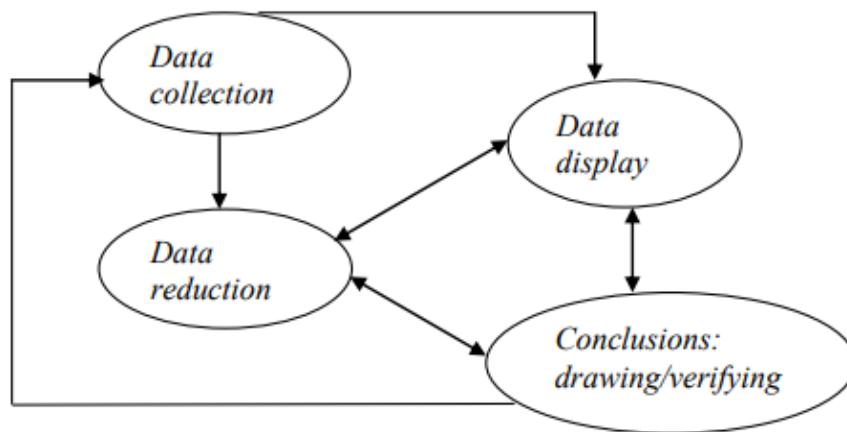 Data
collection
Data
display
Data
reduction
Conclusions:
drawing/verifying